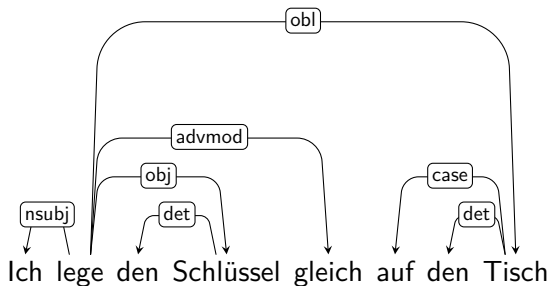 obl
advmod
obj
case
nsubj
det
det
Ich lege den Schlüssel gleich auf den Tisch